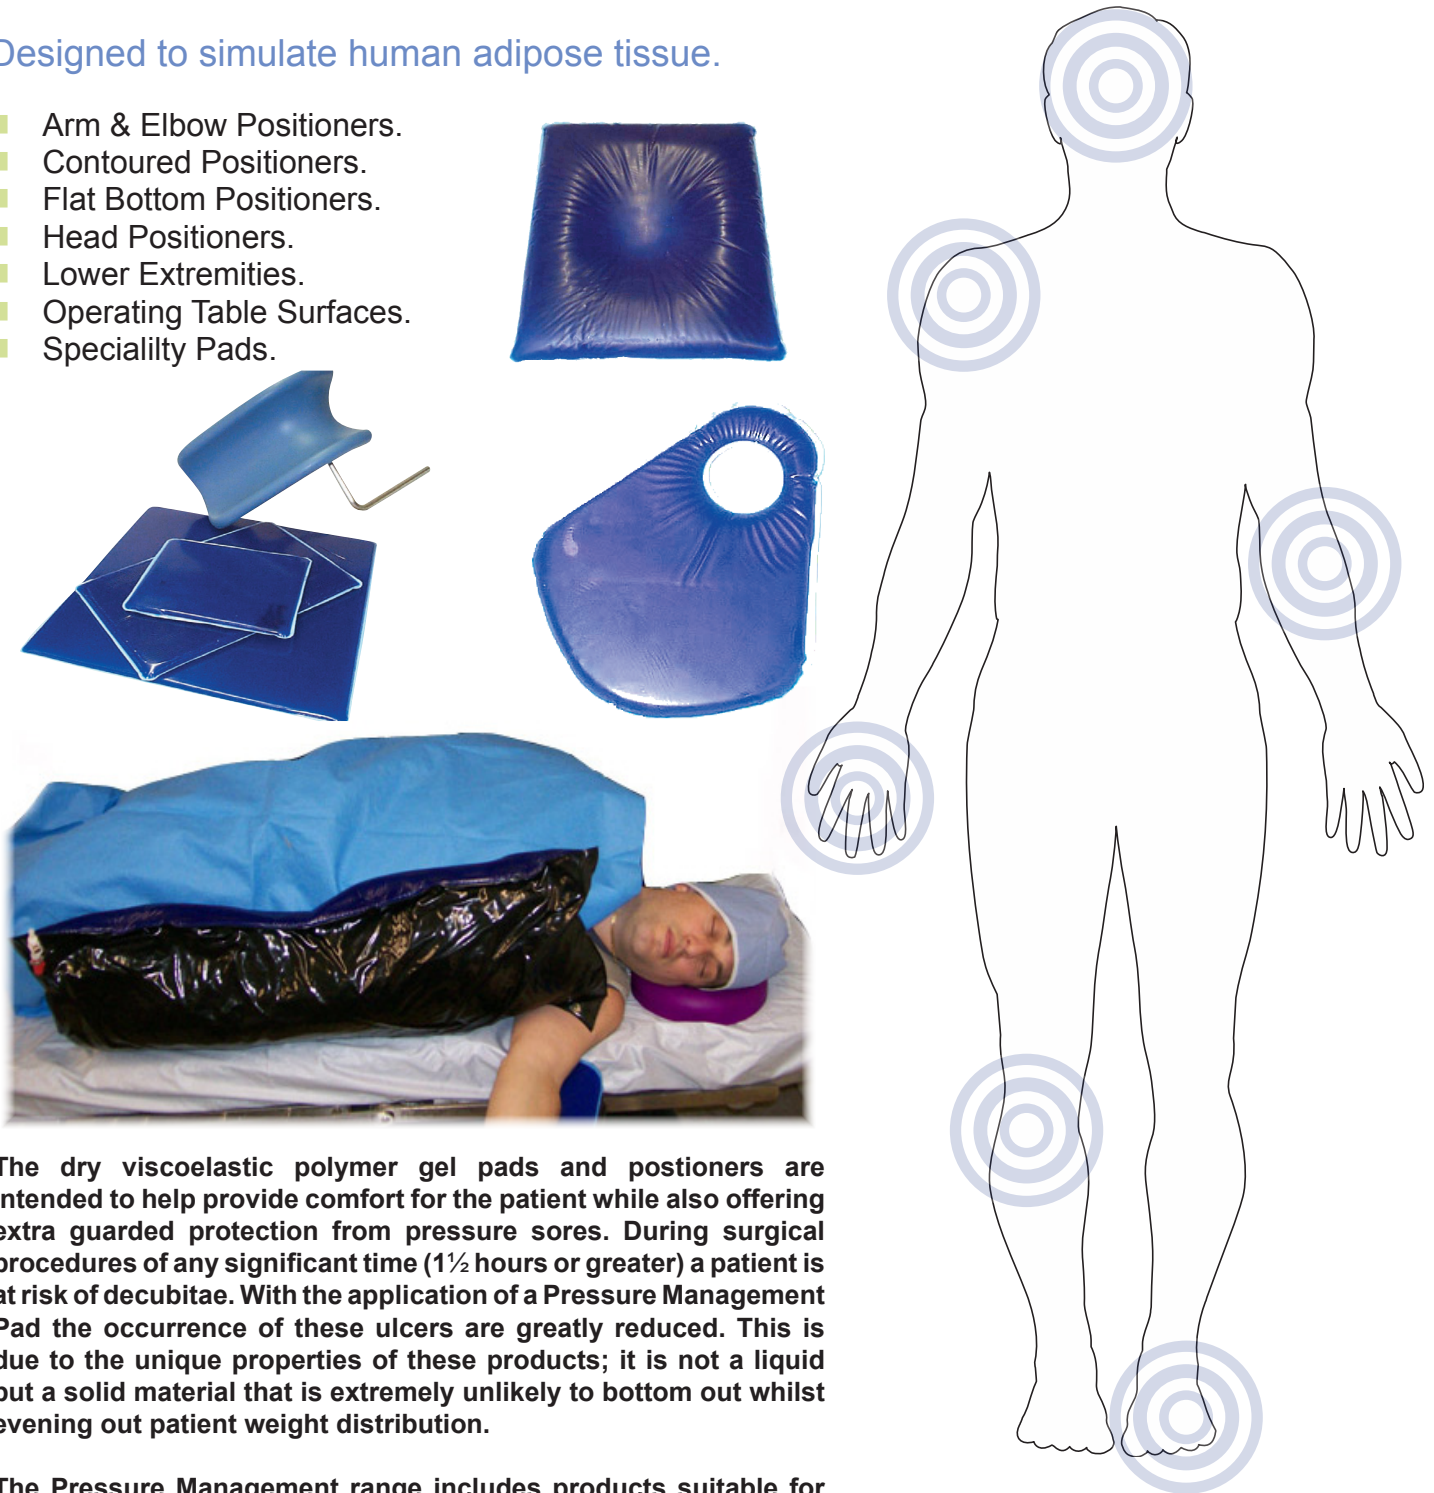 Designed to simulate human adipose tissue.
Arm & Elbow Positioners.
Contoured Positioners.
Flat Bottom Positioners.
Head Positioners.
Lower Extremities.
Operating Table Surfaces.
Specialilty Pads.
The dry viscoelastic polymer gel pads and postioners are
intended to help provide comfort for the patient while also offering
extra guarded protection from pressure sores. During surgical
procedures of any significant time (1½ hours or greater) a patient is
at risk of decubitae. With the application of a Pressure Management
Pad the occurrence of these ulcers are greatly reduced. This is
due to the unique properties of these products; it is not a liquid
but a solid material that is extremely unlikely to bottom out whilst
evening out patient weight distribution.
The Pressure Management range includes products suitable for